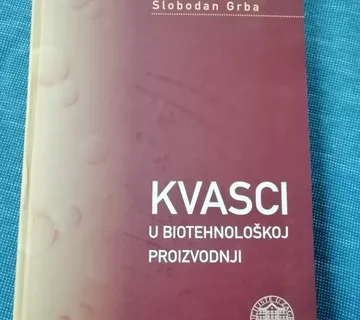 Slobodan Grba
KVASCI
U BIOTEHNOLOŠKOJ
PROIZVODNJI